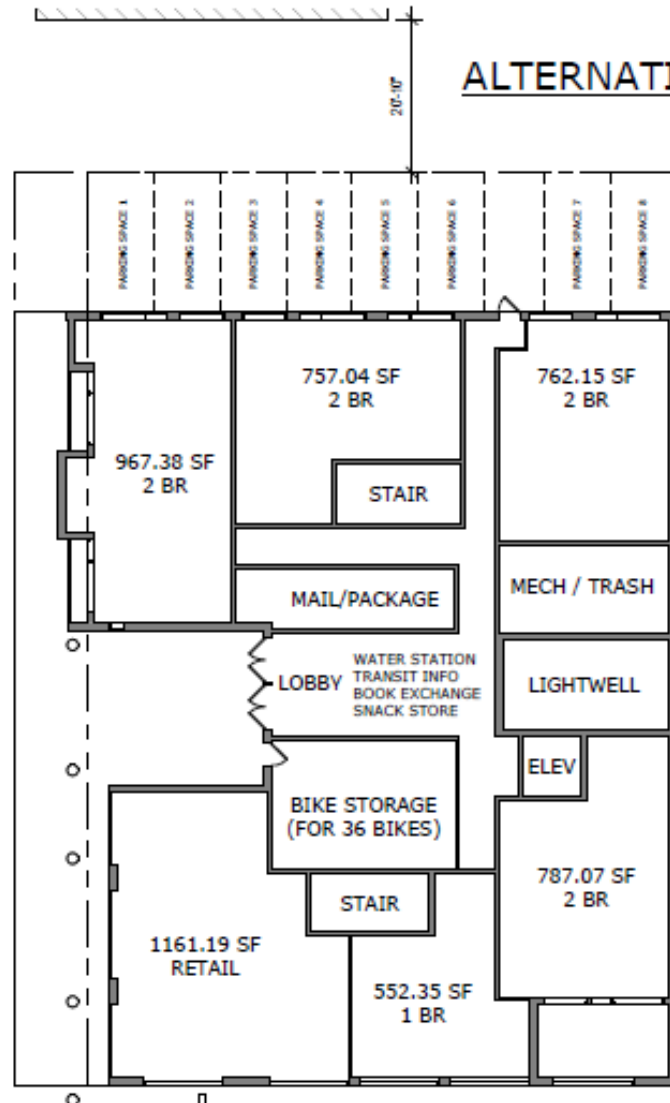 ALTERNATI
20'-10"
PARKING SPACE 1
PARKING SPACE 2
PARKING SPACE 3
PARKING SPACE 4
PARKING SPACE 5
PARKING SPACE 6
PARKING SPACE 7
PARKING SPACE 8
757.04 SF
2 BR
762.15 SF
2 BR
967.38 SF
2 BR
STAIR
MECH / TRASH
MAIL/PACKAGE
LOBBY
WATER STATION
TRANSIT INFO
BOOK EXCHANGE
SNACK STORE
LIGHTWELL
ELEV
BIKE STORAGE
(FOR 36 BIKES)
787.07 SF
2 BR
STAIR
1161.19 SF
RETAIL
552.35 SF
1 BR